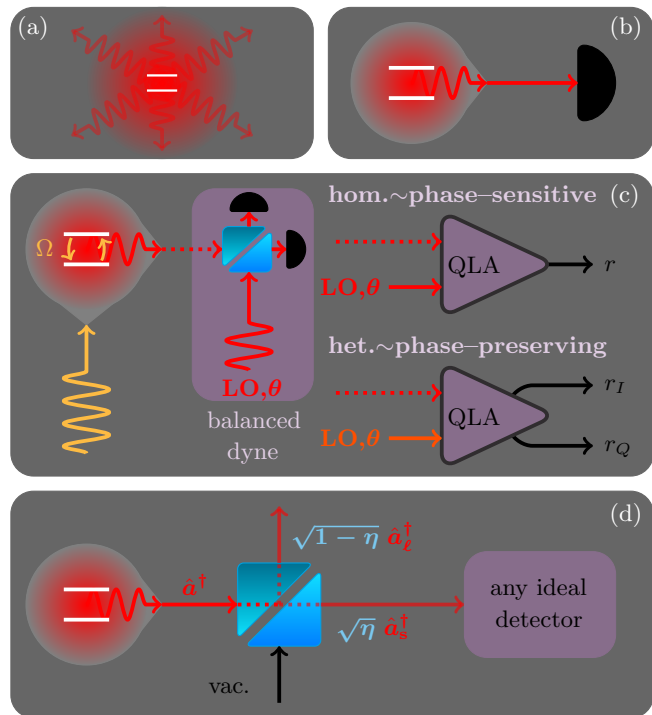 (a)
(b)
(c)
Ω
LO,θ
balanced
dyne
hom.∼phase–sensitive
LO,θ
QLA
r
het.∼phase–preserving
LO,θ
QLA
r_I
r_Q
(d)
â†
√1 − η â_ℓ†
√η â_s†
vac.
any ideal
detector